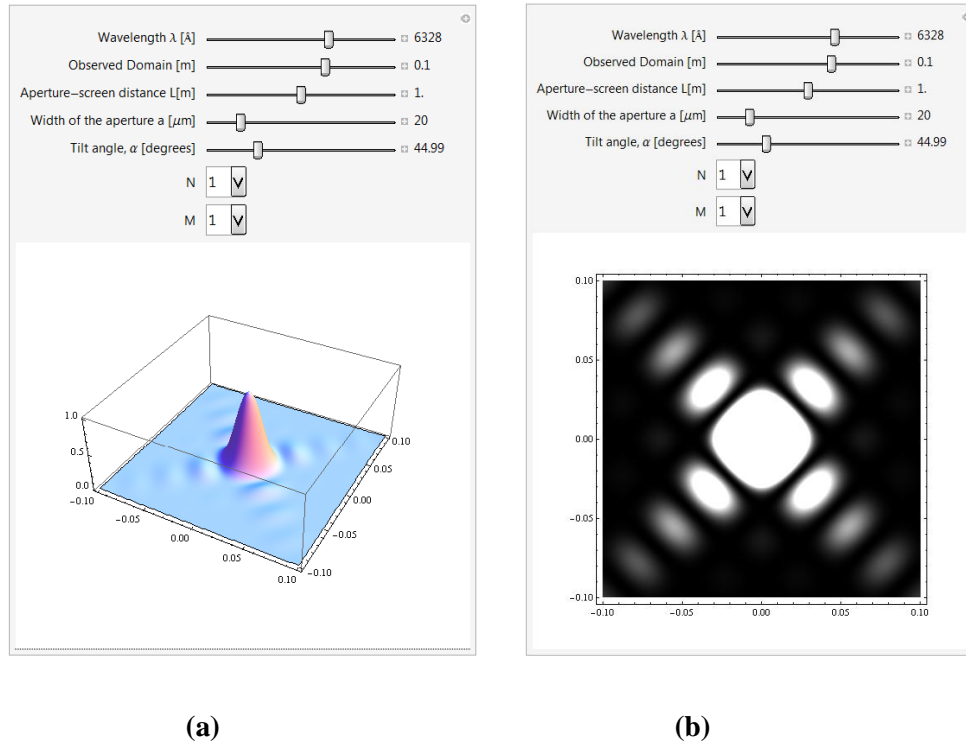 Wavelength λ [Å] 6328
Observed Domain [m] 0.1
Aperture−screen distance L[m] 1.
Width of the aperture a [μm] 20
Tilt angle, α [degrees] 44.99
N 1
M 1
1.0
0.5
0.0
−0.10
−0.05
0.00
0.05
0.10
−0.10
−0.05
0.00
0.05
0.10
(a)
Wavelength λ [Å] 6328
Observed Domain [m] 0.1
Aperture−screen distance L[m] 1.
Width of the aperture a [μm] 20
Tilt angle, α [degrees] 44.99
N 1
M 1
0.10
0.05
0.00
−0.05
−0.10
−0.10 −0.05 0.00 0.05 0.10
(b)